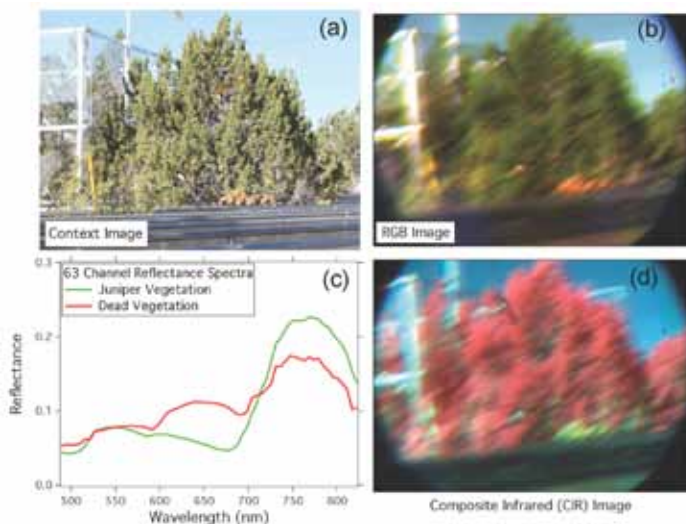 (a)
Context Image
(b)
RGB Image
(c)
63 Channel Reflectance Spectra
Juniper Vegetation
Dead Vegetation
0.3
0.2
0.1
0.0
Reflectance
500 550 600 650 700 750 800
Wavelength (nm)
(d)
Composite Infrared (CIR) Image